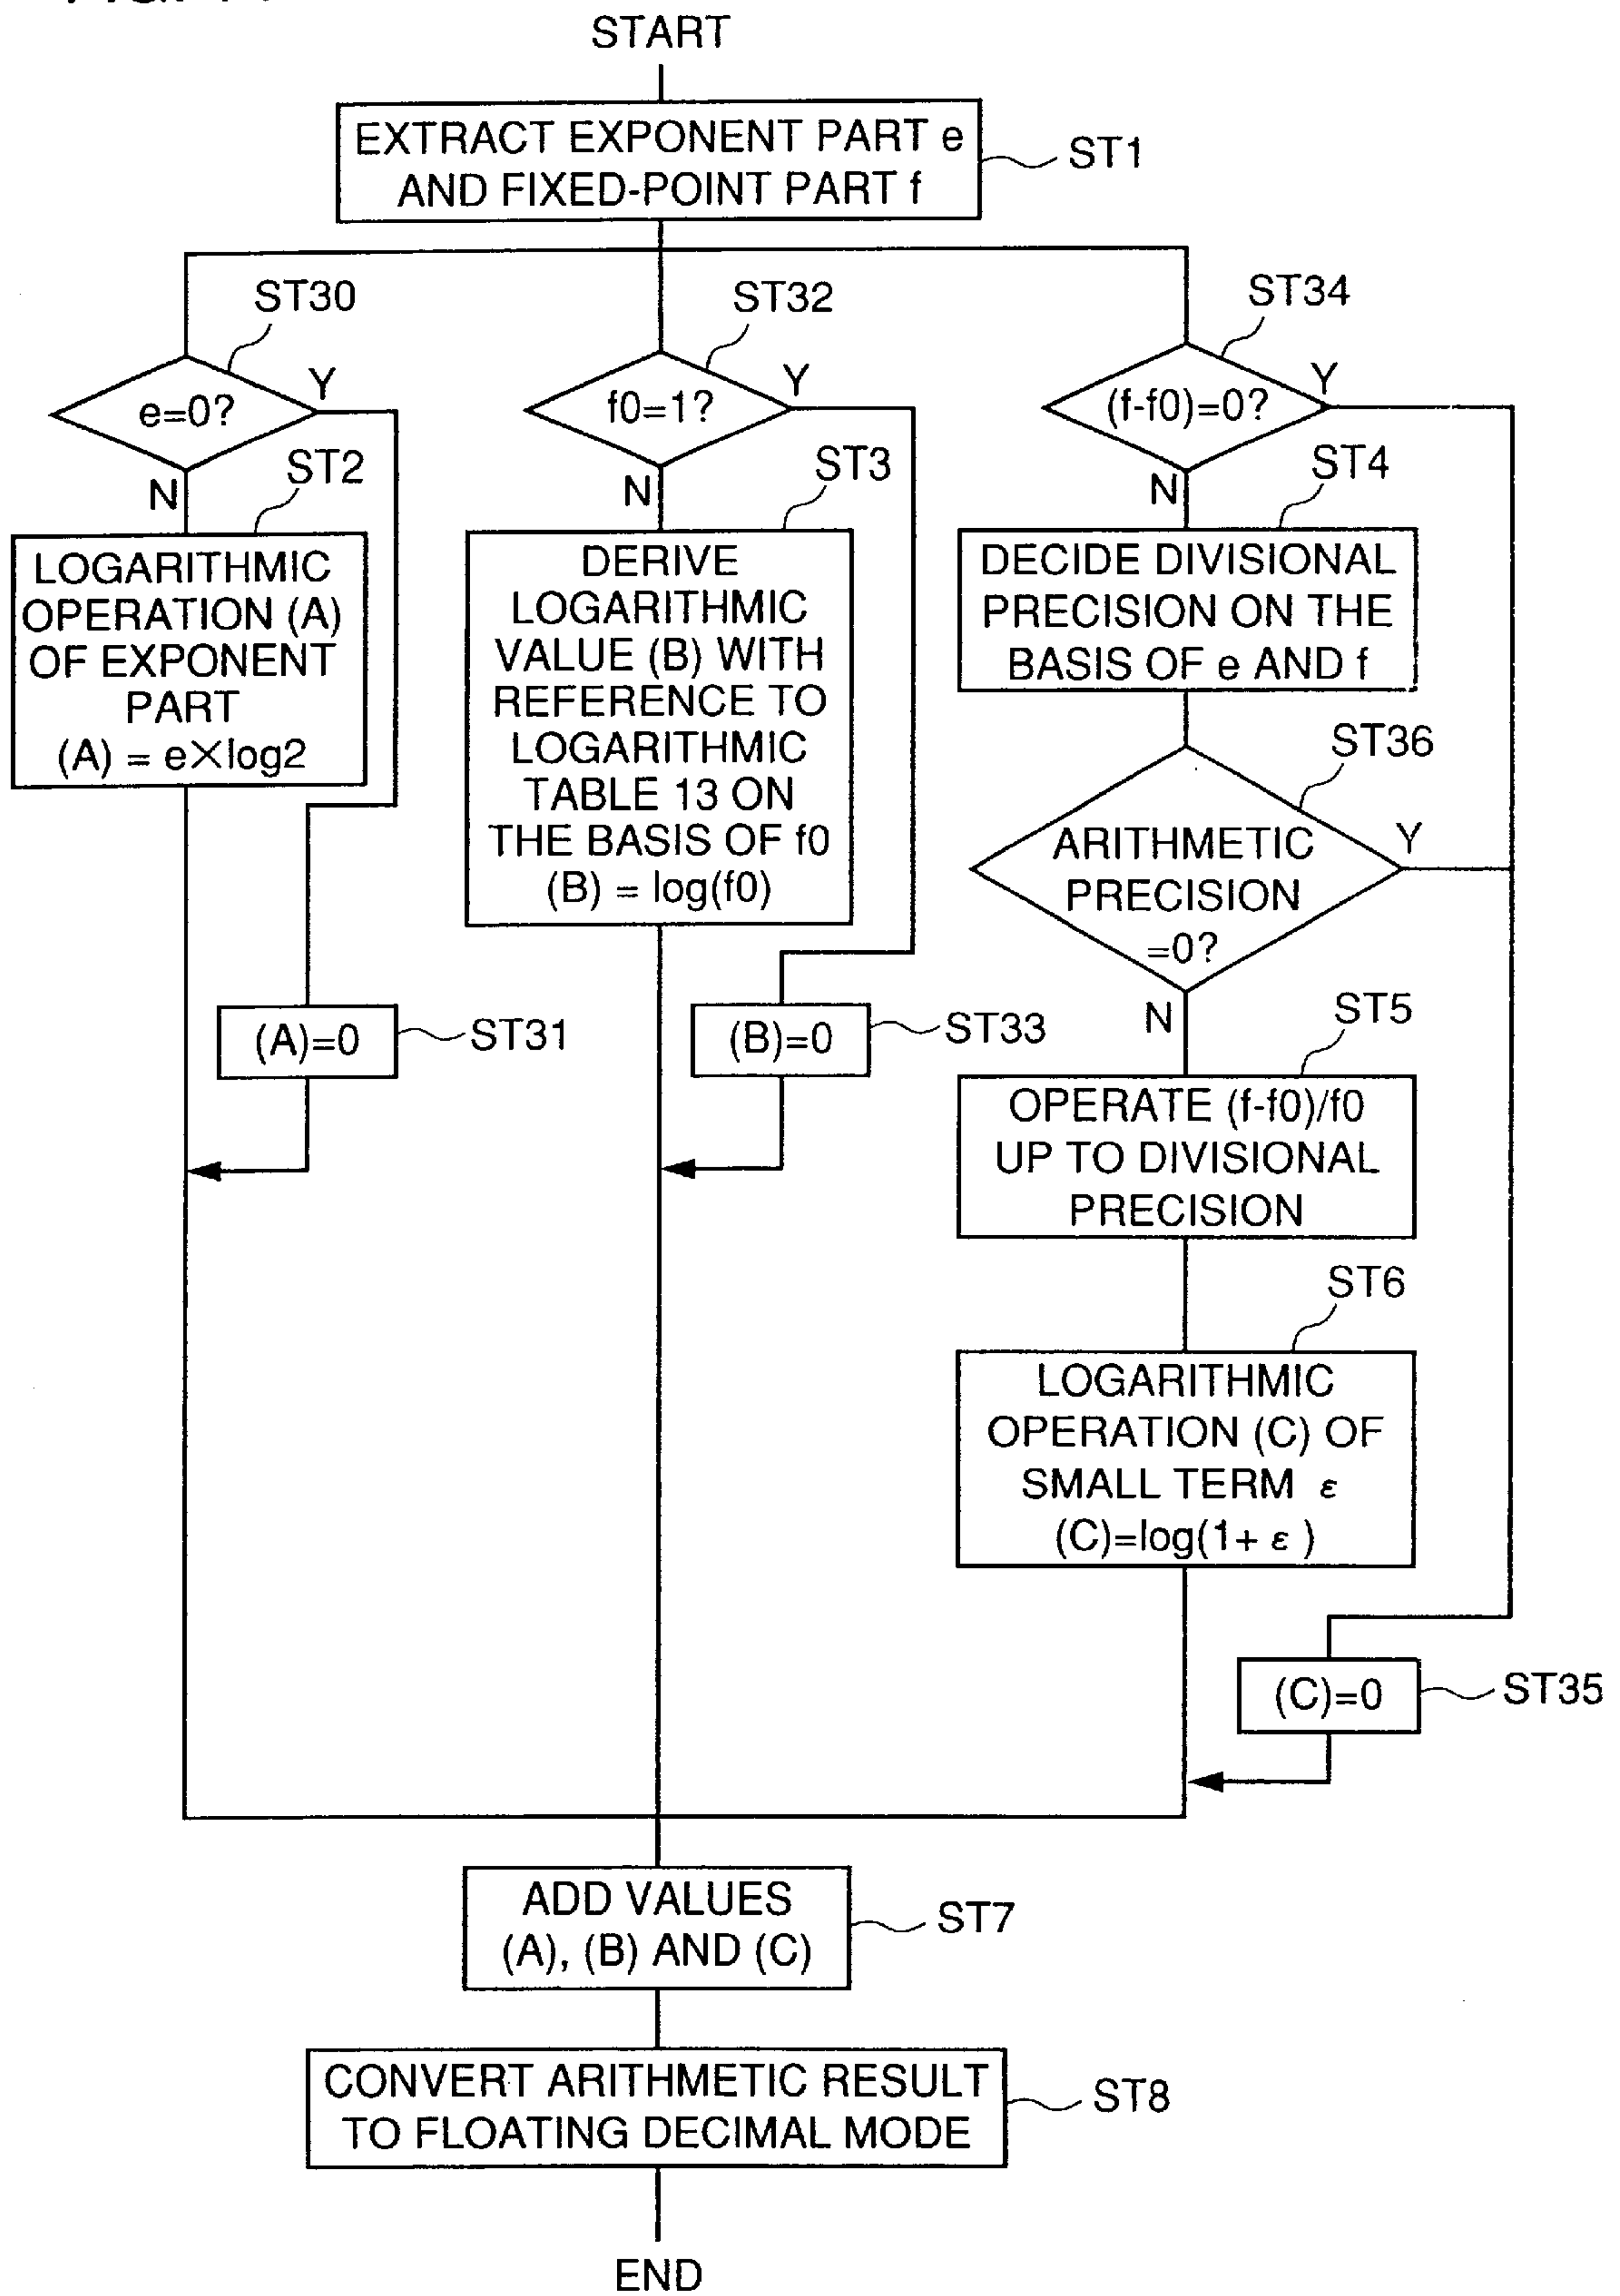 START
EXTRACT EXPONENT PART e
AND FIXED-POINT PART f
ST1
ST30
e=0?
Y
N
ST2
LOGARITHMIC
OPERATION (A)
OF EXPONENT
PART
(A) = e×log2
(A)=0
ST31
ST32
f0=1?
Y
N
ST3
DERIVE
LOGARITHMIC
VALUE (B) WITH
REFERENCE TO
LOGARITHMIC
TABLE 13 ON
THE BASIS OF f0
(B) = log(f0)
(B)=0
ST33
ST34
(f-f0)=0?
Y
N
ST4
DECIDE DIVISIONAL
PRECISION ON THE
BASIS OF e AND f
ST36
ARITHMETIC
PRECISION
=0?
Y
N
ST5
OPERATE (f-f0)/f0
UP TO DIVISIONAL
PRECISION
ST6
LOGARITHMIC
OPERATION (C) OF
SMALL TERM ε
(C)=log(1+ ε )
(C)=0
ST35
ADD VALUES
(A), (B) AND (C)
ST7
CONVERT ARITHMETIC RESULT
TO FLOATING DECIMAL MODE
ST8
END